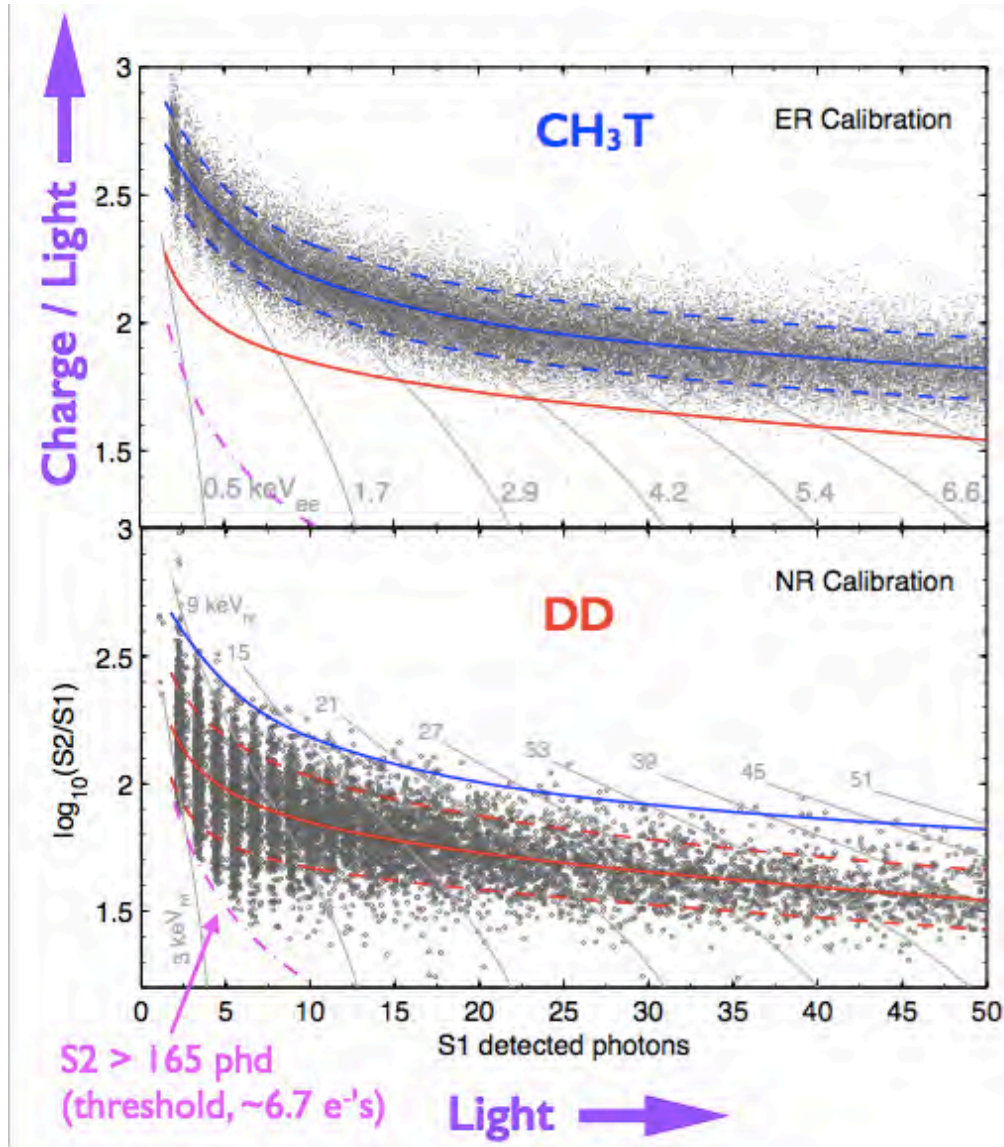 Charge / Light
3
2.5
2
1.5
3
CH₃T
ER Calibration
0.5 keVee
1.7
2.9
4.2
5.4
6.6
log₁₀(S2/S1)
2.5
2
1.5
DD
NR Calibration
9 keVnr
15
21
27
33
39
45
51
3 keVnr
0 5 10 15 20 25 30 35 40 45 50
S1 detected photons
S2 > 165 phd
(threshold, ~6.7 e⁻'s)
Light